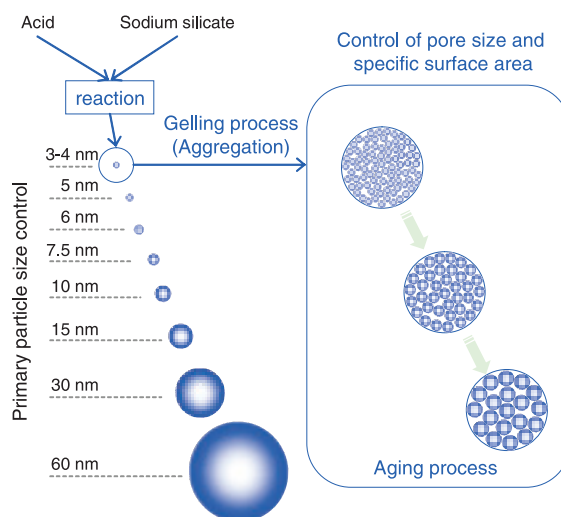 Acid
Sodium silicate
reaction
Control of pore size and
specific surface area
Gelling process
(Aggregation)
Primary particle size control
3-4 nm
5 nm
6 nm
7.5 nm
10 nm
15 nm
30 nm
60 nm
Aging process